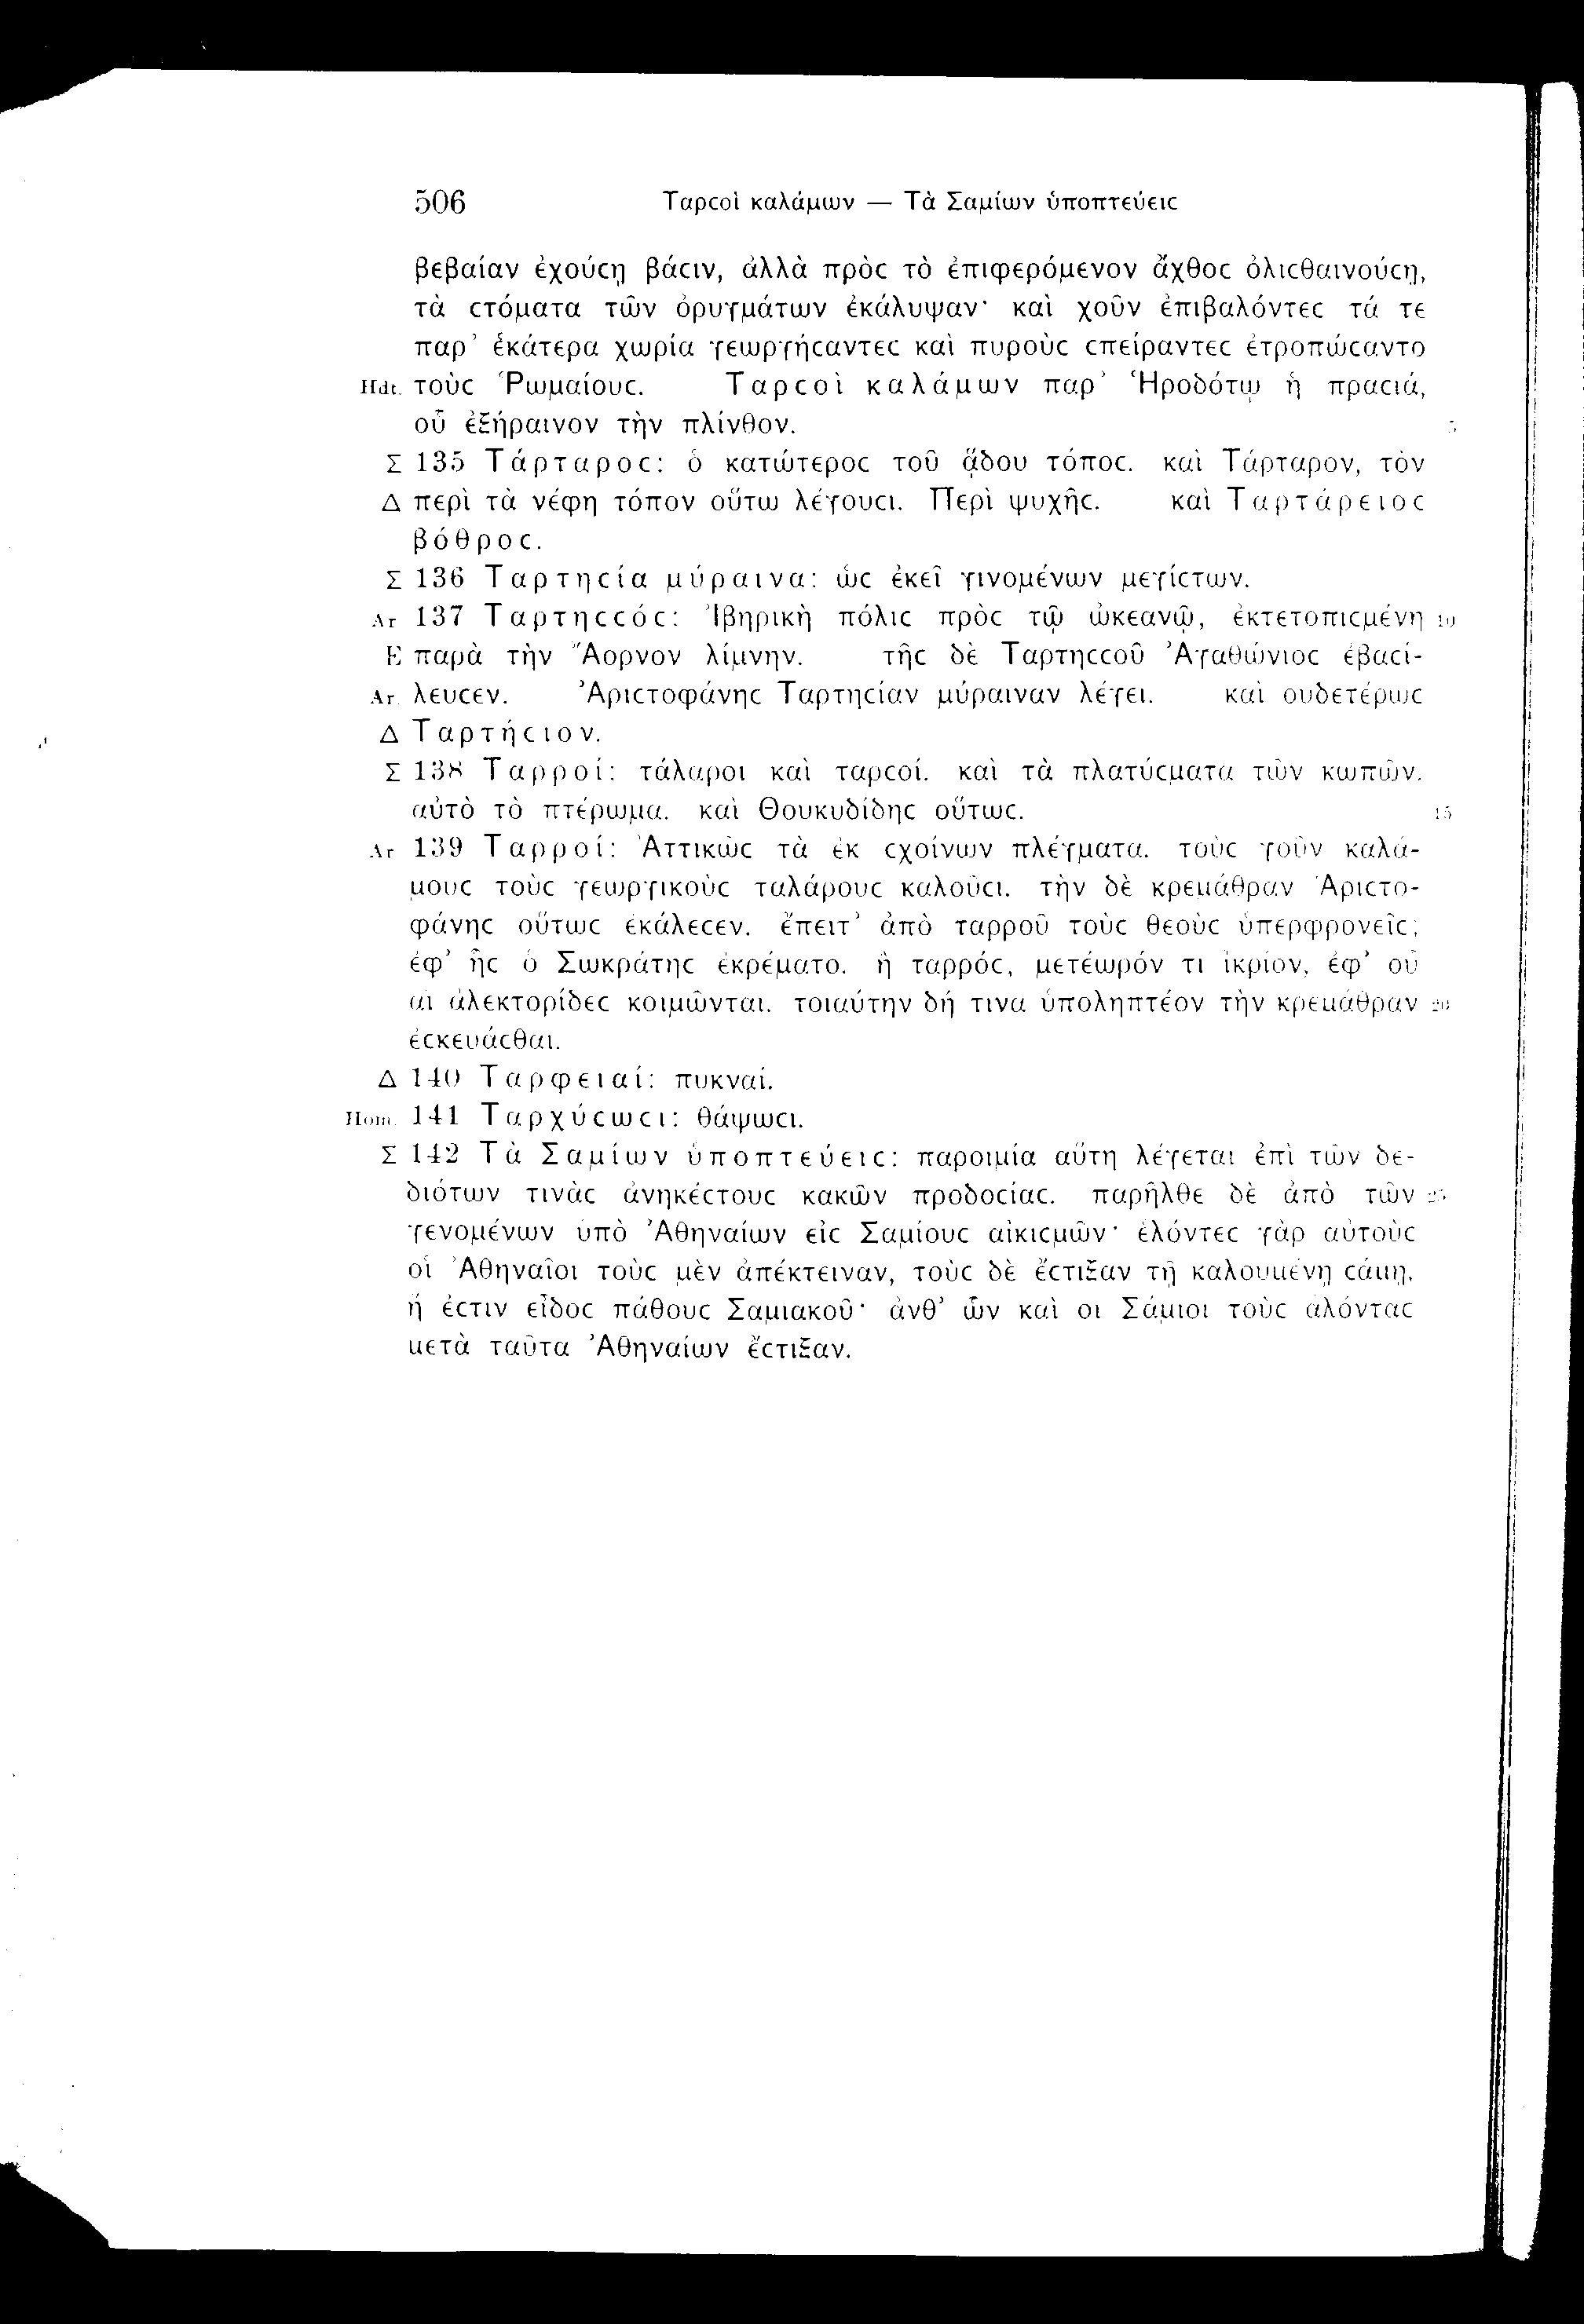 506 Ταρcοὶ καλάμων — Τὰ Σαμίων ὑποπτεύειc
βεβαίαν ἐχούcῃ βάcιν, ἀλλὰ πρὸc τὸ ἐπιφερόμενον ἄχθοc ὀλιcθαινούcῃ,
τὰ cτόματα τῶν ὀρυγμάτων ἐκάλυψαν· καὶ χοῦν ἐπιβαλόντεc τά τε
παρ’ ἑκάτερα χωρία γεωργήcαντεc καὶ πυροὺc cπείραντεc ἐτροπώcαντο
Hdt. τοὺc Ῥωμαίουc. Ταρcοὶ καλάμων παρ’ Ἡροδότῳ ἡ πραcιά,
οὗ ἐξήραινον τὴν πλίνθον. 5
Σ 135 Τάρταροc: ὁ κατώτεροc τοῦ ᾅδου τόποc. καὶ Τάρταρον, τὸν
Δ περὶ τὰ νέφη τόπον οὕτω λέγουcι. Περὶ ψυχῆc. καὶ Ταρτάρειοc
βόθροc.
Σ 136 Ταρτηcία μύραινα: ὡc ἐκεῖ γινομένων μεγίcτων.
Ar 137 Ταρτηccόc: Ἰβηρικὴ πόλιc πρὸc τῷ ὠκεανῷ, ἐκτετοπιcμένη 10
E παρὰ τὴν Ἄορνον λίμνην. τῆc δὲ Ταρτηccοῦ Ἀγαθώνιοc ἐβαcί-
Ar λευcεν. Ἀριcτοφάνηc Ταρτηcίαν μύραιναν λέγει. καὶ οὐδετέρωc
Δ Ταρτήcιον.
Σ 138 Ταρροί: τάλαροι καὶ ταρcοί. καὶ τὰ πλατύcματα τῶν κωπῶν.
αὐτὸ τὸ πτέρωμα. καὶ Θουκυδίδηc οὕτωc. 15
Ar 139 Ταρροί: Ἀττικῶc τὰ ἐκ cχοίνων πλέγματα. τοὺc γοῦν καλά-
μουc τοὺc γεωργικοὺc ταλάρουc καλοῦcι. τὴν δὲ κρεμάθραν Ἀριcτο-
φάνηc οὕτωc ἐκάλεcεν. ἔπειτ’ ἀπὸ ταρροῦ τοὺc θεοὺc ὑπερφρονεῖc;
ἐφ’ ἧc ὁ Σωκράτηc ἐκρέματο. ἢ ταρρόc, μετέωρόν τι ἰκρίον, ἐφ’ οὗ
αἱ ἀλεκτορίδεc κοιμῶνται. τοιαύτην δή τινα ὑποληπτέον τὴν κρεμάθραν 20
ἐcκευάcθαι.
Δ 140 Ταρφειαί: πυκναί.
Hom. 141 Ταρχύcωcι: θάψωcι.
Σ 142 Τὰ Σαμίων ὑποπτεύειc: παροιμία αὕτη λέγεται ἐπὶ τῶν δε-
διότων τινὰc ἀνηκέcτουc κακῶν προδοcίαc. παρῆλθε δὲ ἀπὸ τῶν 25
γενομένων ὑπὸ Ἀθηναίων εἰc Σαμίουc αἰκιcμῶν· ἑλόντεc γὰρ αὐτοὺc
οἱ Ἀθηναῖοι τοὺc μὲν ἀπέκτειναν, τοὺc δὲ ἔcτιξαν τῇ καλουμένῃ cάμῃ,
ἥ ἐcτιν εἶδοc πάθουc Σαμιακοῦ· ἀνθ’ ὧν καὶ οἱ Σάμιοι τοὺc ἁλόνταc
μετὰ ταῦτα Ἀθηναίων ἔcτιξαν.